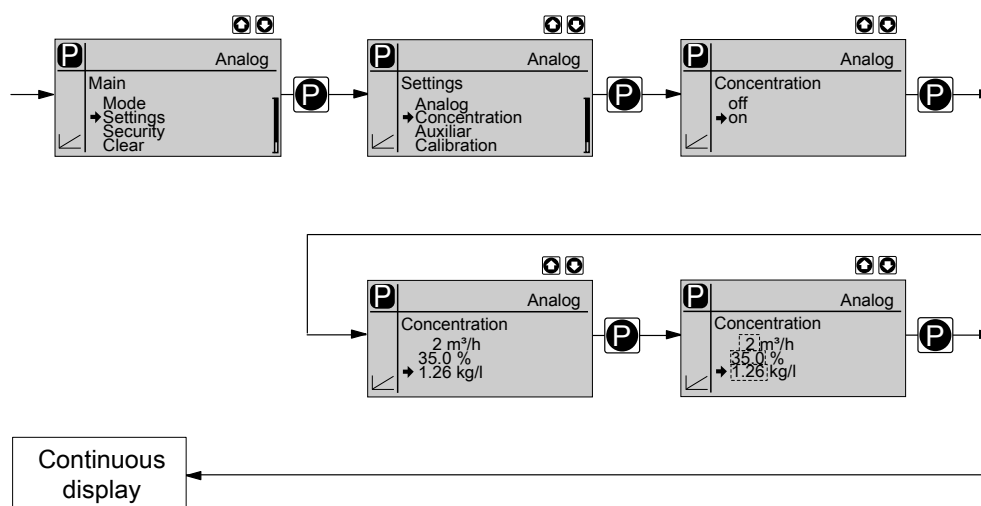 P
Analog
Main
Mode
Settings
Security
Clear
P
P
Analog
Settings
Analog
Concentration
Auxiliar
Calibration
P
P
Analog
Concentration
off
on
P
P
Analog
Concentration
2 m³/h
35.0 %
1.26 kg/l
P
P
Analog
Concentration
2 m³/h
35.0 %
1.26 kg/l
P
Continuous
display